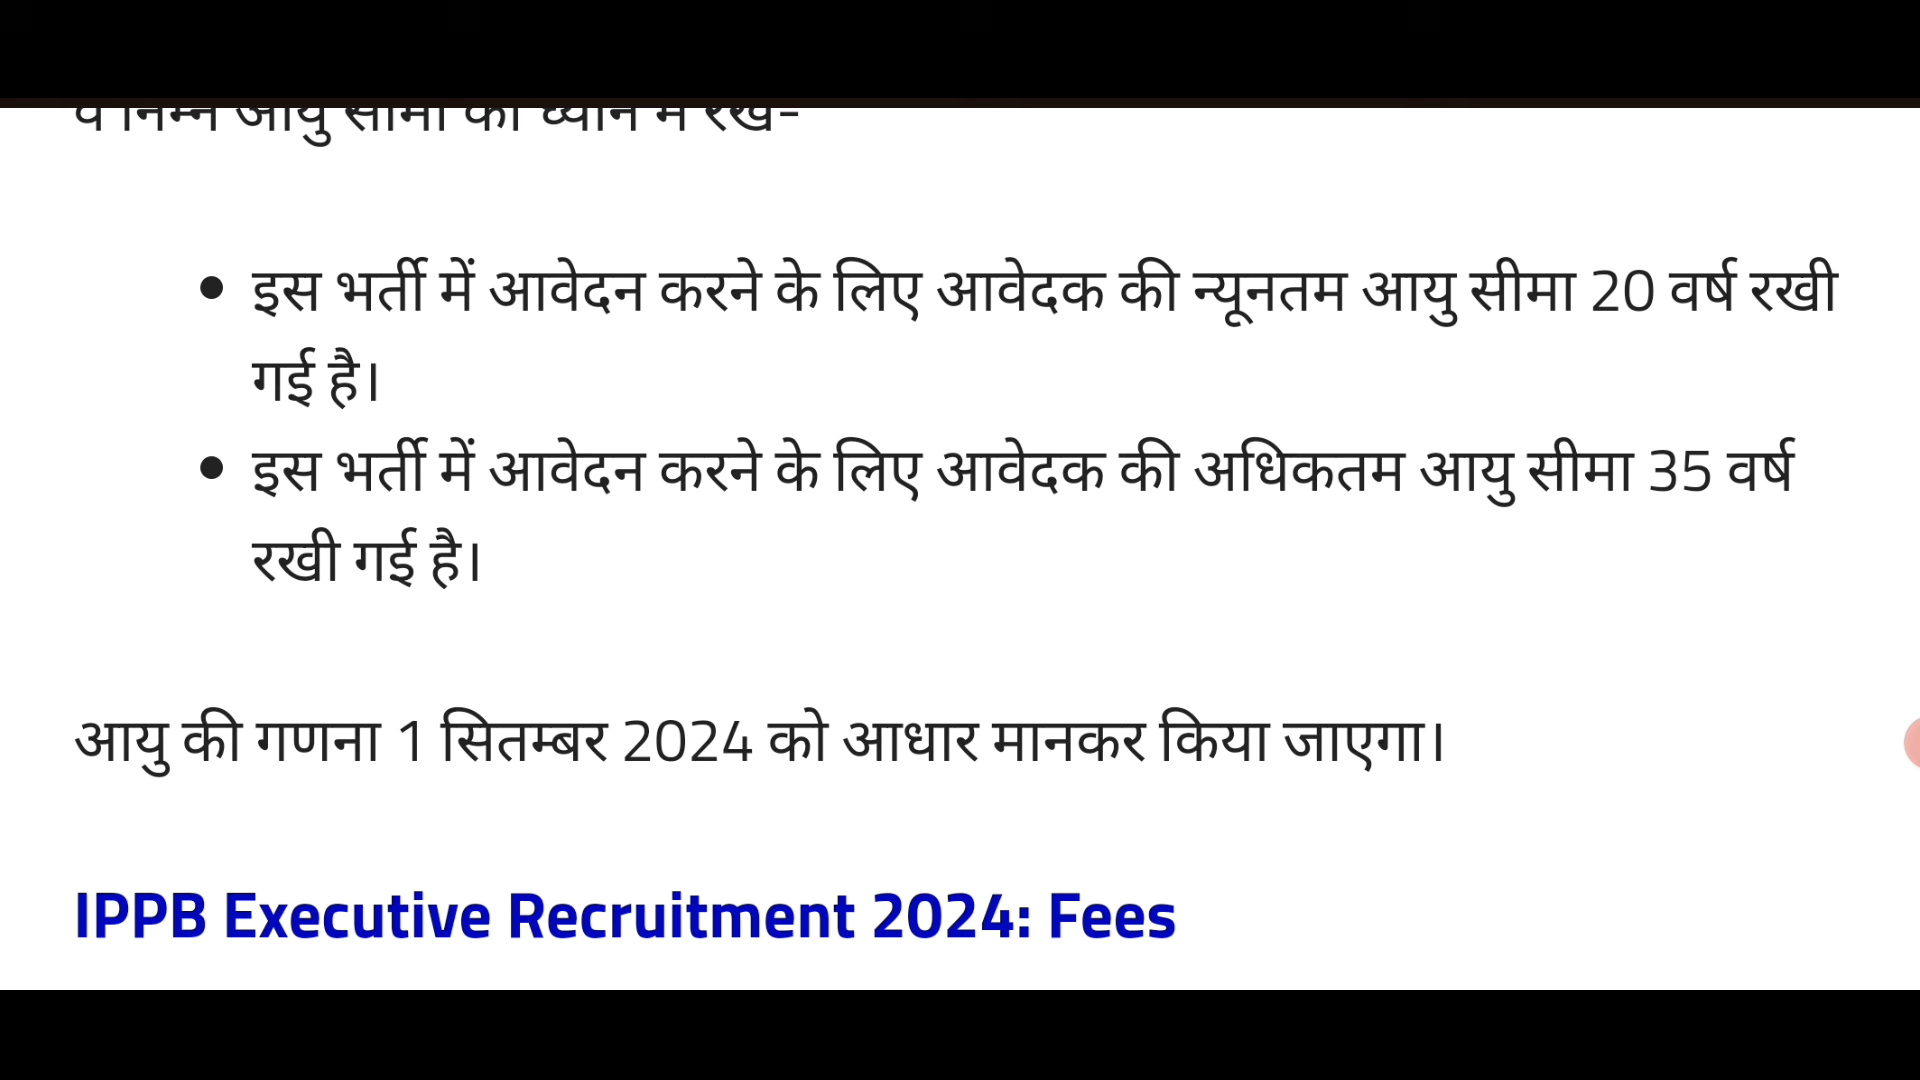 व निम्न आयु सीमा को ध्यान में रखें-
इस भर्ती में आवेदन करने के लिए आवेदक की न्यूनतम आयु सीमा 20 वर्ष रखी
गई है।
इस भर्ती में आवेदन करने के लिए आवेदक की अधिकतम आयु सीमा 35 वर्ष
रखी गई है।
आयु की गणना 1 सितम्बर 2024 को आधार मानकर किया जाएगा।
IPPB Executive Recruitment 2024: Fees